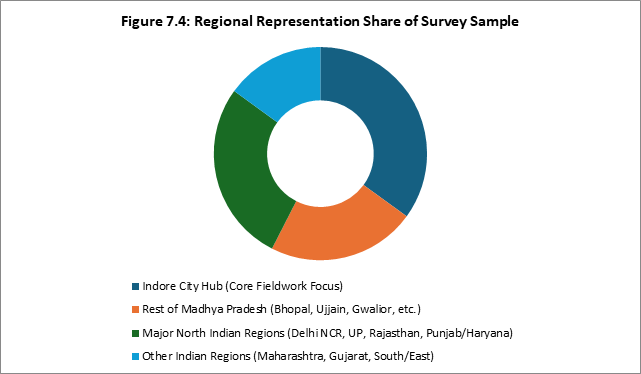 Figure 7.4: Regional Representation Share of Survey Sample
Indore City Hub (Core Fieldwork Focus)
Rest of Madhya Pradesh (Bhopal, Ujjain, Gwalior, etc.)
Major North Indian Regions (Delhi NCR, UP, Rajasthan, Punjab/Haryana)
Other Indian Regions (Maharashtra, Gujarat, South/East)